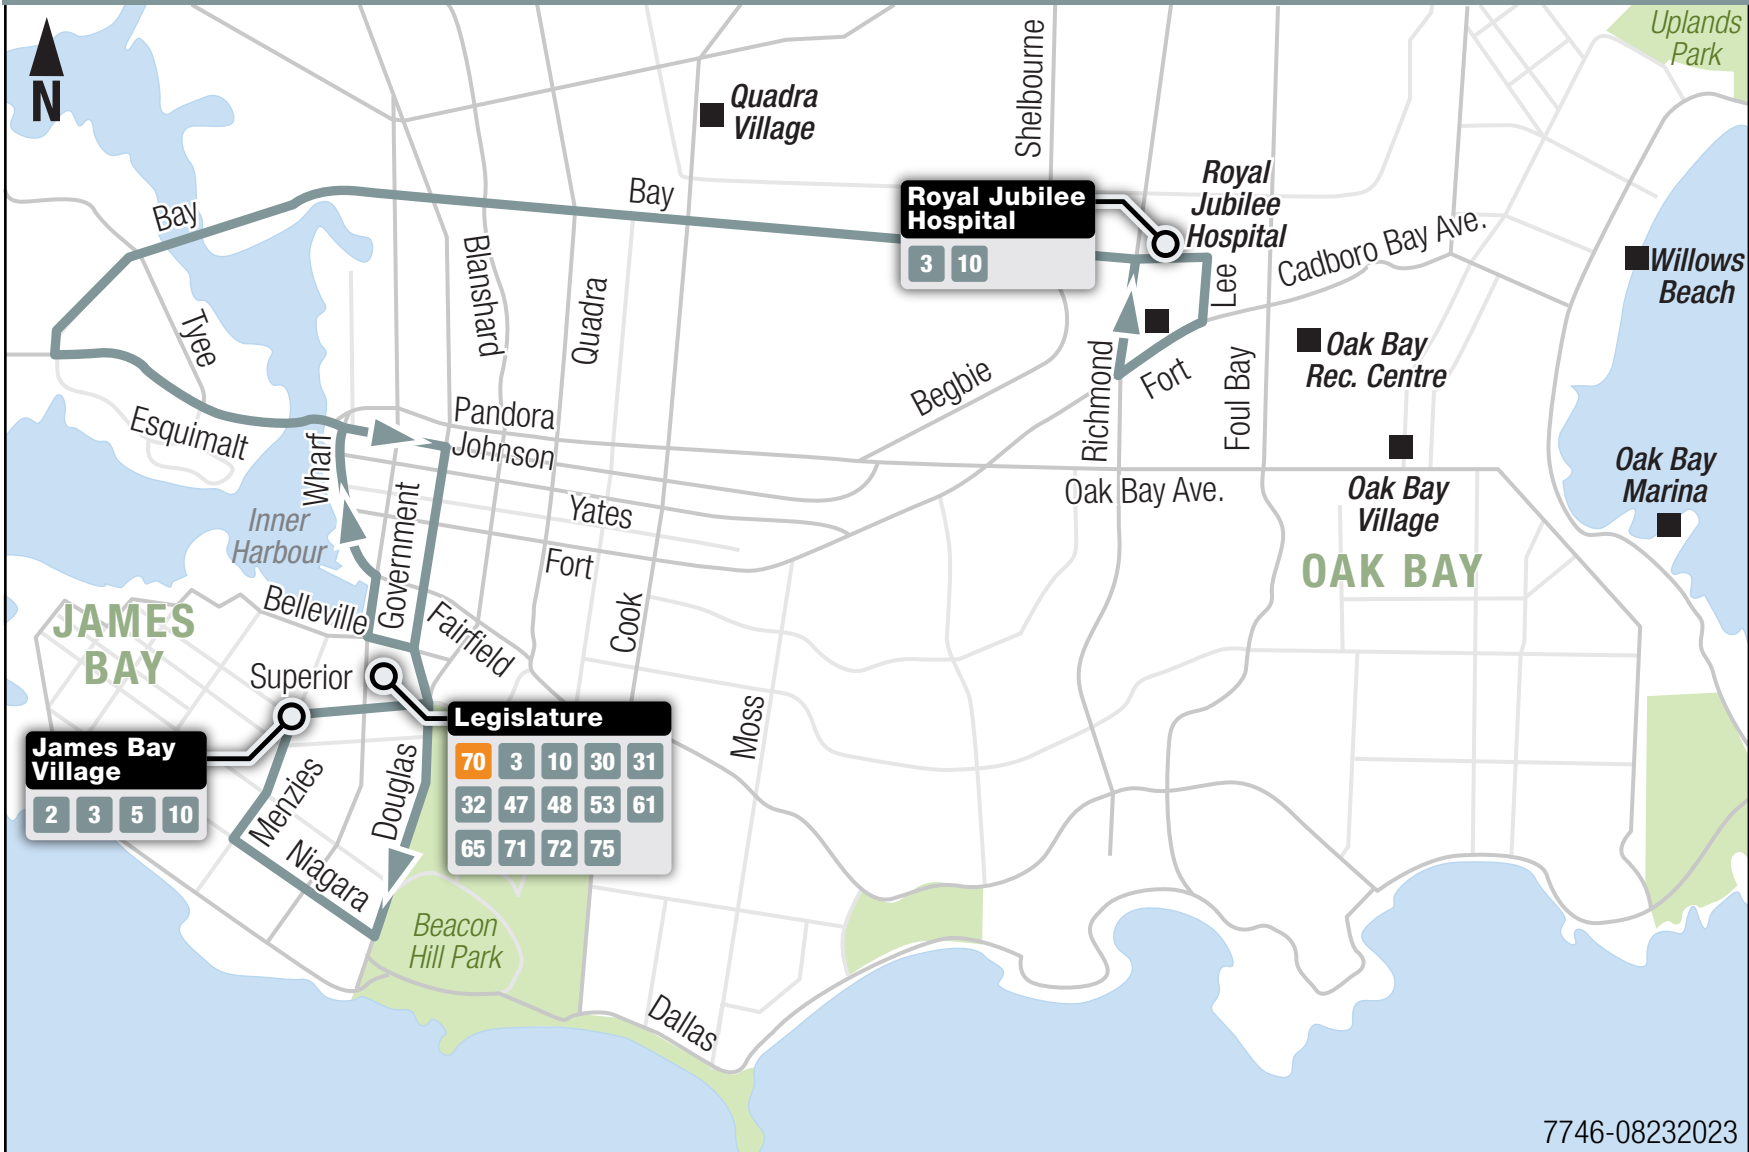 N
Uplands
Park
Quadra
Village
Shelbourne
Royal
Jubilee
Hospital
Royal Jubilee
Hospital
3 10
Bay
Bay
Cadboro Bay Ave.
Willows
Beach
Blanshard
Quadra
Lee
Tyee
Oak Bay
Rec. Centre
Begbie
Richmond
Fort
Foul Bay
Esquimalt
Pandora
Johnson
Wharf
Oak Bay Ave.
Oak Bay
Village
Oak Bay
Marina
Yates
Inner
Harbour
Government
Fort
OAK BAY
Belleville
Fairfield
Cook
JAMES
BAY
Superior
Legislature
70 3 10 30 31
32 47 48 53 61
65 71 72 75
James Bay
Village
2 3 5 10
Moss
Douglas
Menzies
Niagara
Beacon
Hill Park
Dallas
7746-08232023